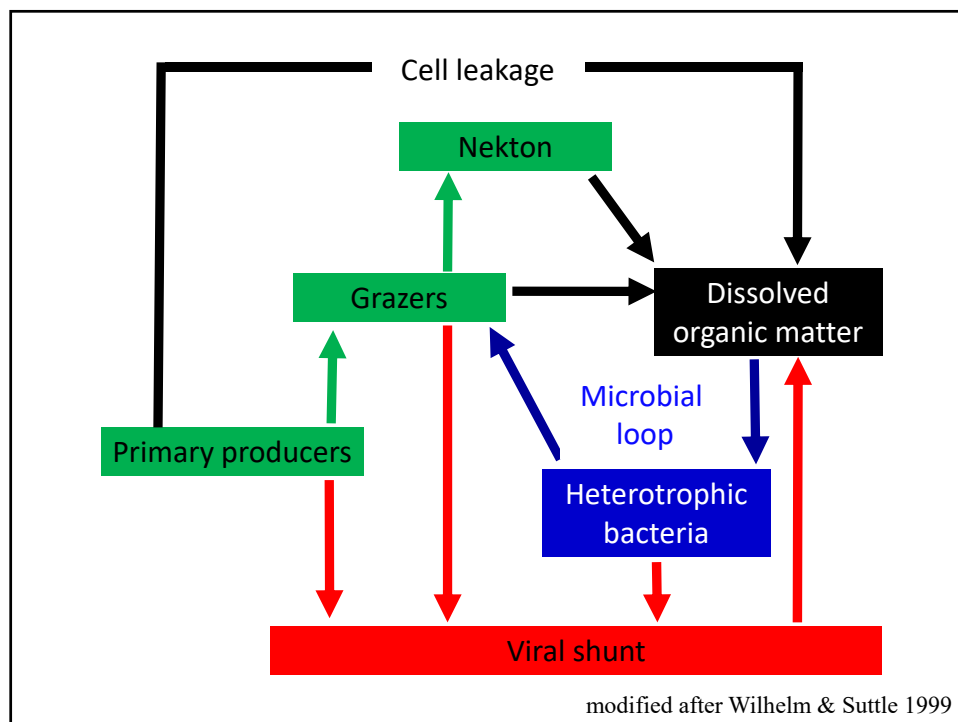 Cell leakage
Nekton
Grazers
Dissolved
organic matter
Microbial
loop
Primary producers
Heterotrophic
bacteria
Viral shunt
modified after Wilhelm & Suttle 1999